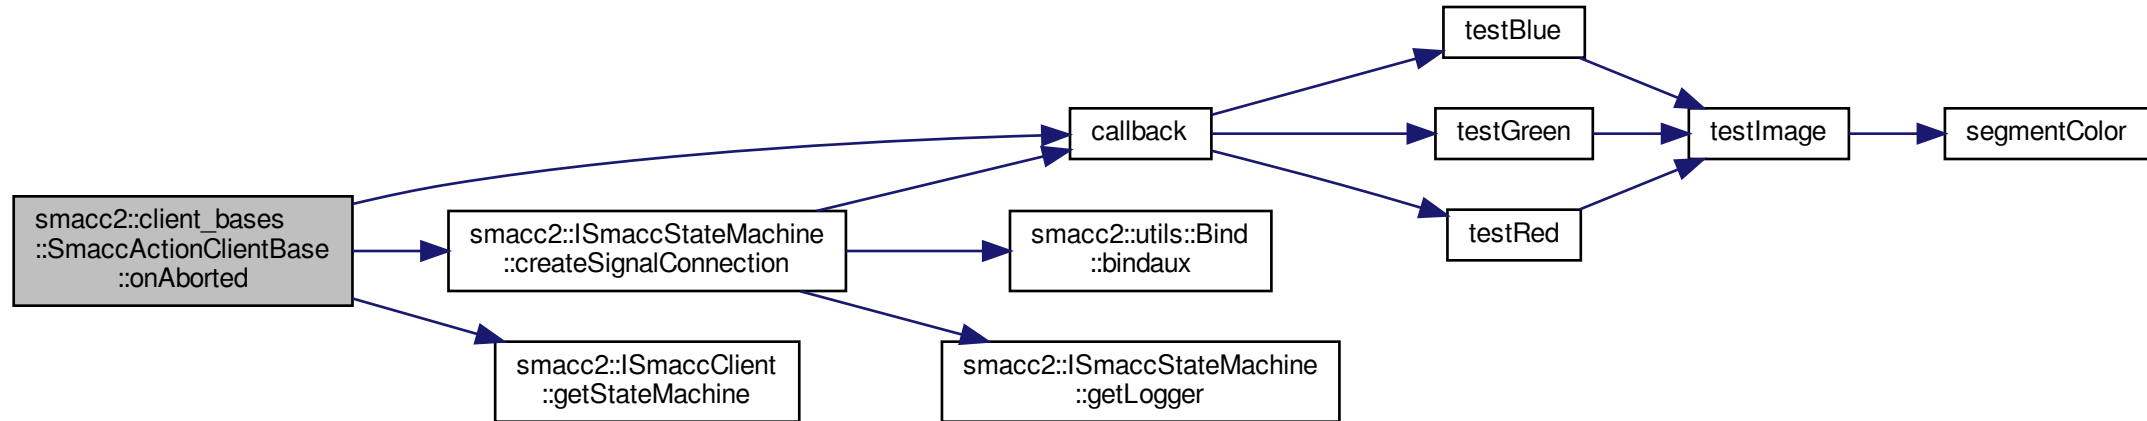 smacc2::client_bases
::SmaccActionClientBase
::onAborted
smacc2::ISmaccStateMachine
::createSignalConnection
smacc2::ISmaccClient
::getStateMachine
callback
smacc2::utils::Bind
::bindaux
smacc2::ISmaccStateMachine
::getLogger
testBlue
testGreen
testRed
testImage
segmentColor